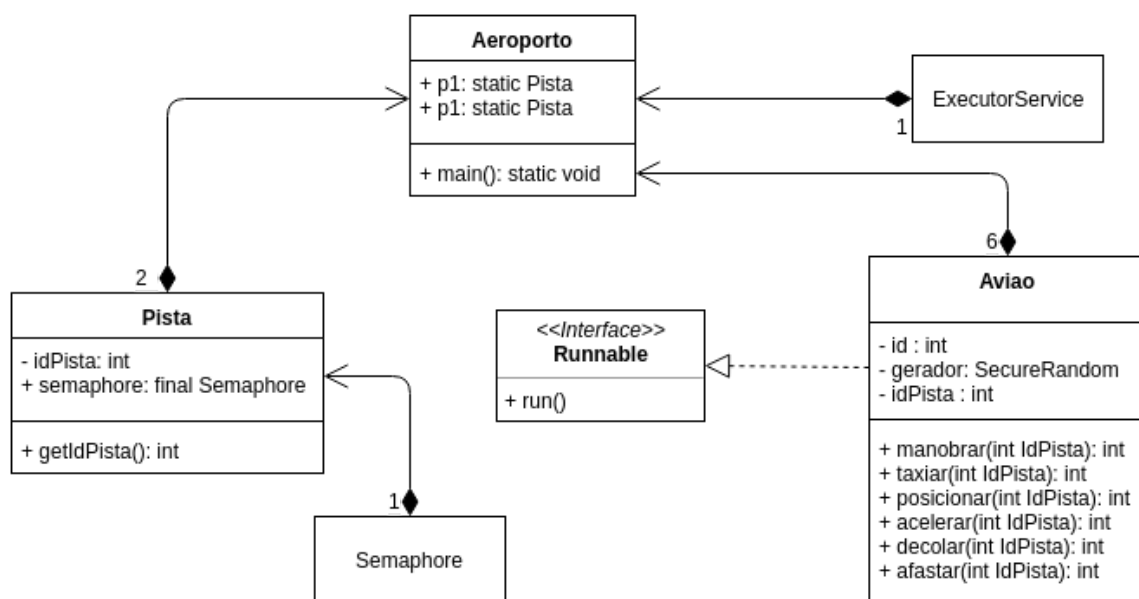 Aeroporto
+ p1: static Pista
+ p1: static Pista
+ main(): static void
ExecutorService
1
2
6
Pista
- idPista: int
+ semaphore: final Semaphore
+ getIdPista(): int
<<Interface>>
Runnable
+ run()
Aviao
- id : int
- gerador: SecureRandom
- idPista : int
+ manobrar(int IdPista): int
+ taxiar(int IdPista): int
+ posicionar(int IdPista): int
+ acelerar(int IdPista): int
+ decolar(int IdPista): int
+ afastar(int IdPista): int
1
Semaphore